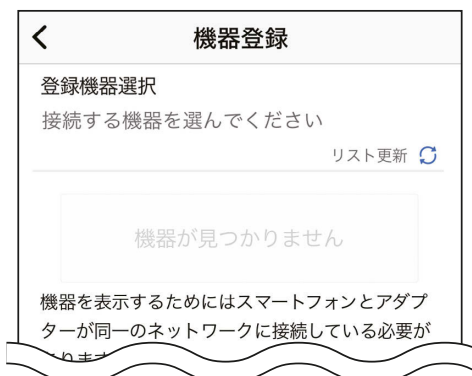 機器登録
登録機器選択
接続する機器を選んでください
リスト更新
機器が見つかりません
機器を表示するためにはスマートフォンとアダプ
ターが同一のネットワークに接続している必要が